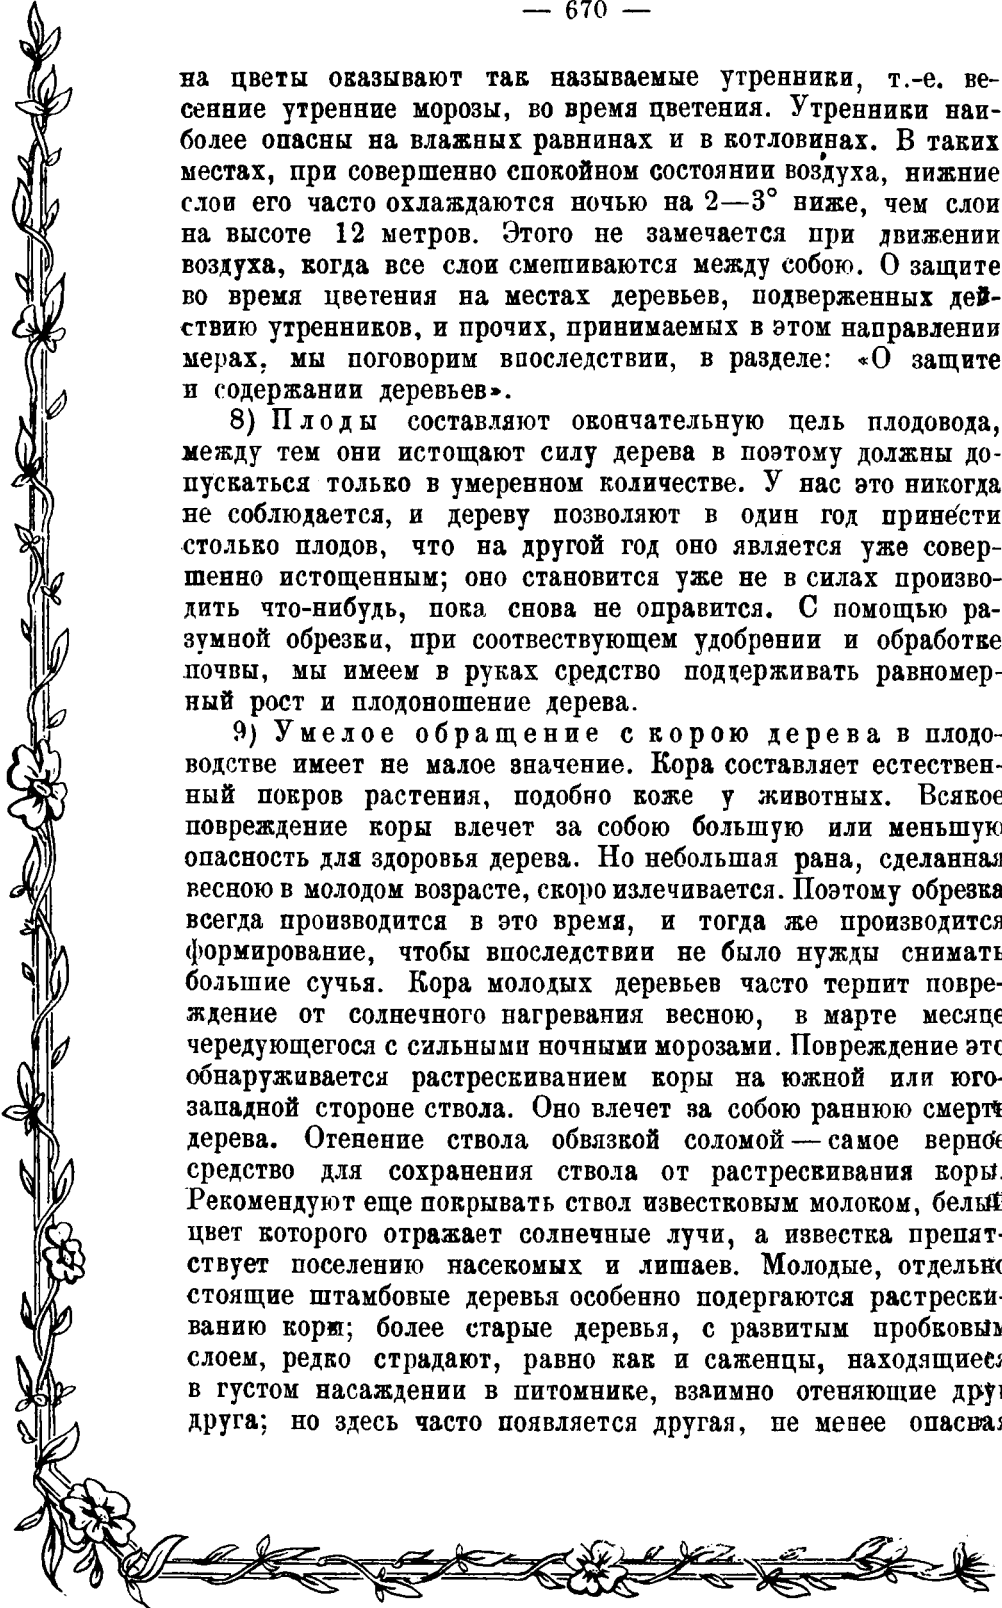 — 670 —
на цветы оказывают так называемые утренники, т.-е. ве-
сенние утренние морозы, во время цветения. Утренники наи-
более опасны на влажных равнинах и в котловинах. В таких
местах, при совершенно спокойном состоянии воздуха, нижние
слои его часто охлаждаются ночью на 2—3° ниже, чем слои
на высоте 12 метров. Этого не замечается при движении
воздуха, когда все слои смешиваются между собою. О защите
во время цветения на местах деревьев, подверженных дей-
ствию утренников, и прочих, принимаемых в этом направлении
мерах, мы поговорим впоследствии, в разделе: «О защите
и содержании деревьев».
8) Плоды составляют окончательную цель плодовода,
между тем они истощают силу дерева в поэтому должны до-
пускаться только в умеренном количестве. У нас это никогда
не соблюдается, и дереву позволяют в один год принести
столько плодов, что на другой год оно является уже совер-
шенно истощенным; оно становится уже не в силах произво-
дить что-нибудь, пока снова не оправится. С помощью ра-
зумной обрезки, при соотвествующем удобрении и обработке
почвы, мы имеем в руках средство поддерживать равномер-
ный рост и плодоношение дерева.
9) Умелое обращение с корою дерева в плодо-
водстве имеет не малое значение. Кора составляет естествен-
ный покров растения, подобно коже у животных. Всякое
повреждение коры влечет за собою большую или меньшую
опасность для здоровья дерева. Но небольшая рана, сделанная
весною в молодом возрасте, скоро излечивается. Поэтому обрезка
всегда производится в это время, и тогда же производится
формирование, чтобы впоследствии не было нужды снимать
большие сучья. Кора молодых деревьев часто терпит повре-
ждение от солнечного нагревания весною, в марте месяце
чередующегося с сильными ночными морозами. Повреждение это
обнаруживается растрескиванием коры на южной или юго-
западной стороне ствола. Оно влечет за собою раннюю смерть
дерева. Отенение ствола обвязкой соломой — самое верное
средство для сохранения ствола от растрескивания коры.
Рекомендуют еще покрывать ствол известковым молоком, белый
цвет которого отражает солнечные лучи, а известка препят-
ствует поселению насекомых и лишаев. Молодые, отдельно
стоящие штамбовые деревья особенно подергаются растрески-
ванию кори; более старые деревья, с развитым пробковым
слоем, редко страдают, равно как и саженцы, находящиеся
в густом насаждении в питомнике, взаимно отеняющие друг
друга; но здесь часто появляется другая, не менее опасная